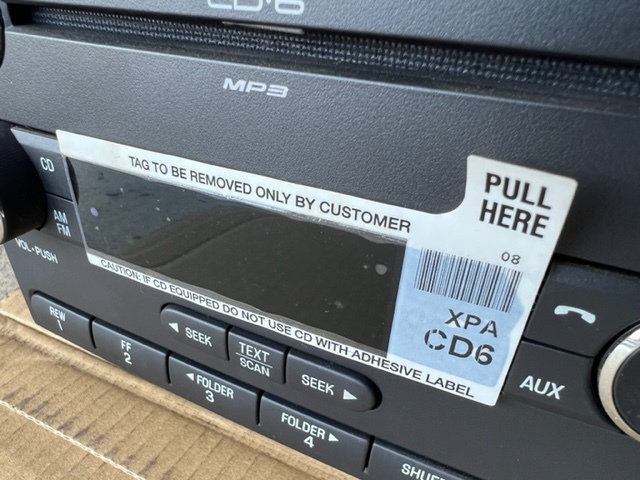 CD•6
MP3
TAG TO BE REMOVED ONLY BY CUSTOMER
PULL
HERE
CD
AM
FM
VOL•PUSH
08
XPA
CD6
CAUTION: IF CD EQUIPPED DO NOT USE CD WITH ADHESIVE LABEL
REW
1
FF
2
◄ SEEK
TEXT
SCAN
SEEK ►
◄FOLDER
3
FOLDER►
4
AUX